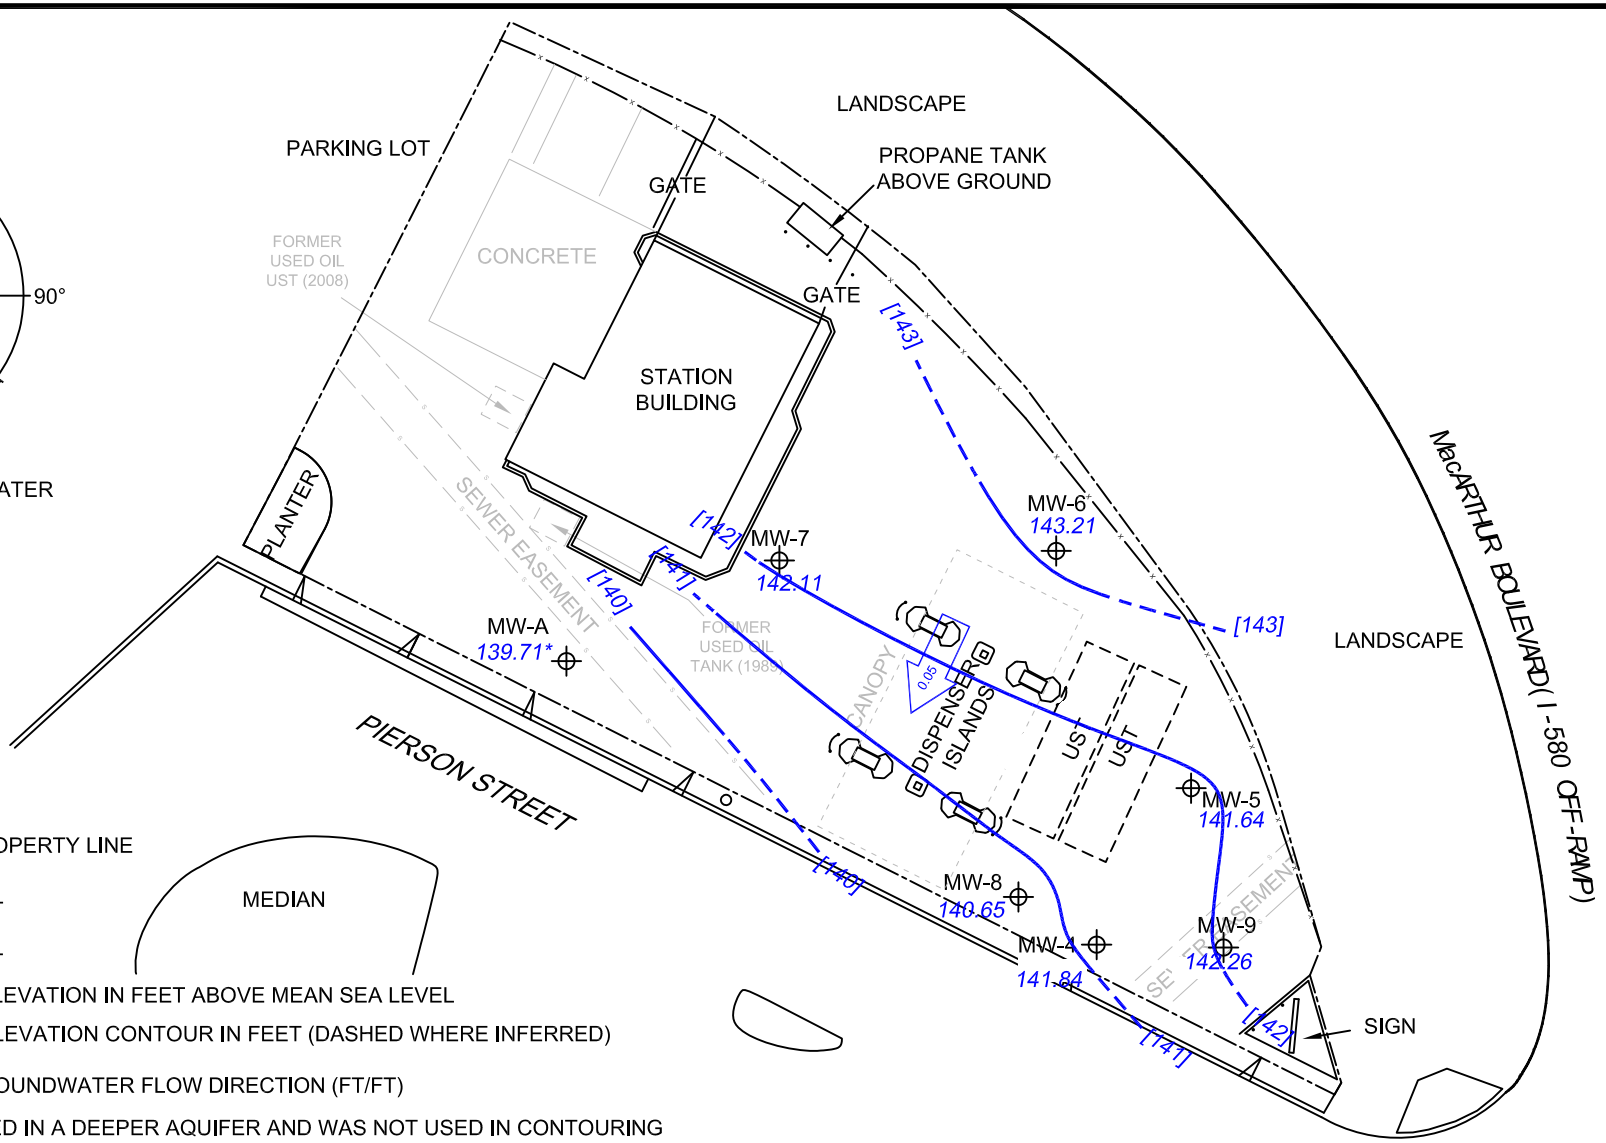 LANDSCAPE
PARKING LOT
PROPANE TANK
ABOVE GROUND
GATE
FORMER
USED OIL
UST (2008)
CONCRETE
90°
GATE
[143]
STATION
BUILDING
MacARTHUR BOULEVARD ( I-580 OFF-RAMP)
ATER
PLANTER
SEWER EASEMENT
[142]
MW-7
142.11
MW-6
143.21
[141]
[140]
MW-A
139.71*
FORMER
USED OIL
TANK (1989)
[143]
LANDSCAPE
CANOPY
0.05
DISPENSER
ISLANDS
UST
UST
PIERSON STREET
MW-5
141.64
OPERTY LINE
MEDIAN
[140]
MW-8
140.65
MW-4
141.84
SEWER EASEMENT
MW-9
142.26
LEVATION IN FEET ABOVE MEAN SEA LEVEL
LEVATION CONTOUR IN FEET (DASHED WHERE INFERRED)
[141]
[142]
SIGN
OUNDWATER FLOW DIRECTION (FT/FT)
ED IN A DEEPER AQUIFER AND WAS NOT USED IN CONTOURING